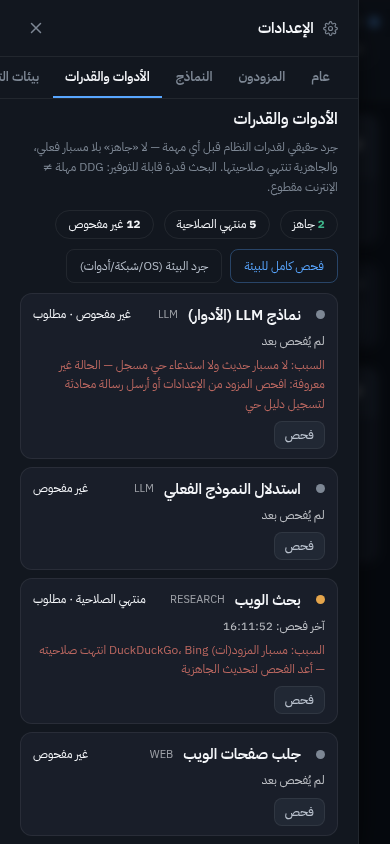 الإعدادات
عام المزودون النماذج الأدوات والقدرات بيئات
الأدوات والقدرات
جرد حقيقي لقدرات النظام قبل أي مهمة — لا «جاهز» بلا مسبار فعلي،
والجاهزية تنتهي صلاحيتها. البحث قدرة قابلة للتوفير: DDG مهلة ≠
الإنترنت مقطوع.
2 جاهز 5 منتهي الصلاحية 12 غير مفحوص
فحص كامل للبيئة جرد البيئة (OS/شبكة/أدوات)
نماذج LLM (الأدوار) LLM غير مفحوص · مطلوب
لم يُفحص بعد
السبب: لا مسبار حديث ولا استدعاء حي مسجل — الحالة غير
معروفة: افحص المزود من الإعدادات أو أرسل رسالة محادثة
لتسجيل دليل حي
فحص
استدلال النموذج الفعلي LLM غير مفحوص
لم يُفحص بعد
فحص
بحث الويب RESEARCH منتهي الصلاحية · مطلوب
آخر فحص: 16:11:52
السبب: مسبار المزود(ات) DuckDuckGo، Bing انتهت صلاحيته
— أعد الفحص لتحديث الجاهزية
فحص
جلب صفحات الويب WEB غير مفحوص
لم يُفحص بعد
فحص